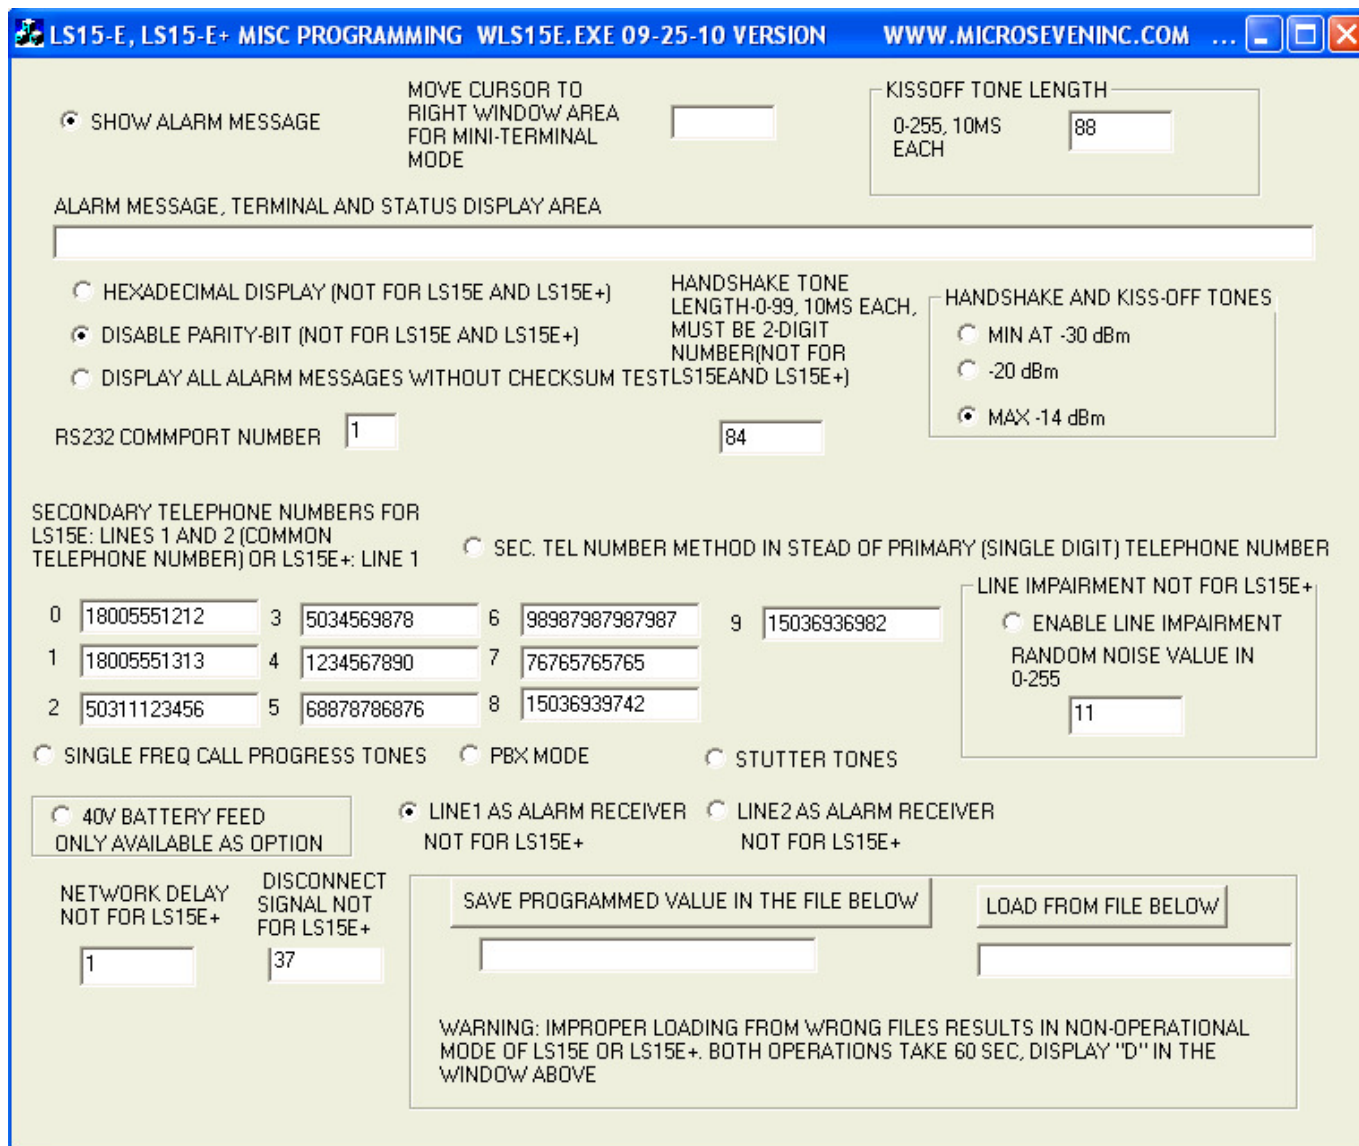 LS15-E, LS15-E+ MISC PROGRAMMING WLS15E.EXE 09-25-10 VERSION WWW.MICROSEVENINC.COM ...
SHOW ALARM MESSAGE
MOVE CURSOR TO
RIGHT WINDOW AREA
FOR MINI-TERMINAL
MODE
KISSOFF TONE LENGTH
0-255, 10MS
EACH
88
ALARM MESSAGE, TERMINAL AND STATUS DISPLAY AREA
HEXADECIMAL DISPLAY (NOT FOR LS15E AND LS15E+)
DISABLE PARITY-BIT (NOT FOR LS15E AND LS15E+)
DISPLAY ALL ALARM MESSAGES WITHOUT CHECKSUM TEST
HANDSHAKE TONE
LENGTH-0-99, 10MS EACH,
MUST BE 2-DIGIT
NUMBER(NOT FOR
LS15EAND LS15E+)
HANDSHAKE AND KISS-OFF TONES
MIN AT -30 dBm
-20 dBm
MAX -14 dBm
RS232 COMMPORT NUMBER 1
84
SECONDARY TELEPHONE NUMBERS FOR
LS15E: LINES 1 AND 2 (COMMON
TELEPHONE NUMBER) OR LS15E+: LINE 1
SEC. TEL NUMBER METHOD IN STEAD OF PRIMARY (SINGLE DIGIT) TELEPHONE NUMBER
0 18005551212
1 18005551313
2 50311123456
3 5034569878
4 1234567890
5 68878786876
6 98987987987987
7 76765765765
8 15036939742
9 15036936982
LINE IMPAIRMENT NOT FOR LS15E+
ENABLE LINE IMPAIRMENT
RANDOM NOISE VALUE IN
0-255
11
SINGLE FREQ CALL PROGRESS TONES
PBX MODE
STUTTER TONES
40V BATTERY FEED
ONLY AVAILABLE AS OPTION
LINE1 AS ALARM RECEIVER
NOT FOR LS15E+
LINE2 AS ALARM RECEIVER
NOT FOR LS15E+
NETWORK DELAY
NOT FOR LS15E+
1
DISCONNECT
SIGNAL NOT
FOR LS15E+
37
SAVE PROGRAMMED VALUE IN THE FILE BELOW
LOAD FROM FILE BELOW
WARNING: IMPROPER LOADING FROM WRONG FILES RESULTS IN NON-OPERATIONAL
MODE OF LS15E OR LS15E+. BOTH OPERATIONS TAKE 60 SEC, DISPLAY "D" IN THE
WINDOW ABOVE